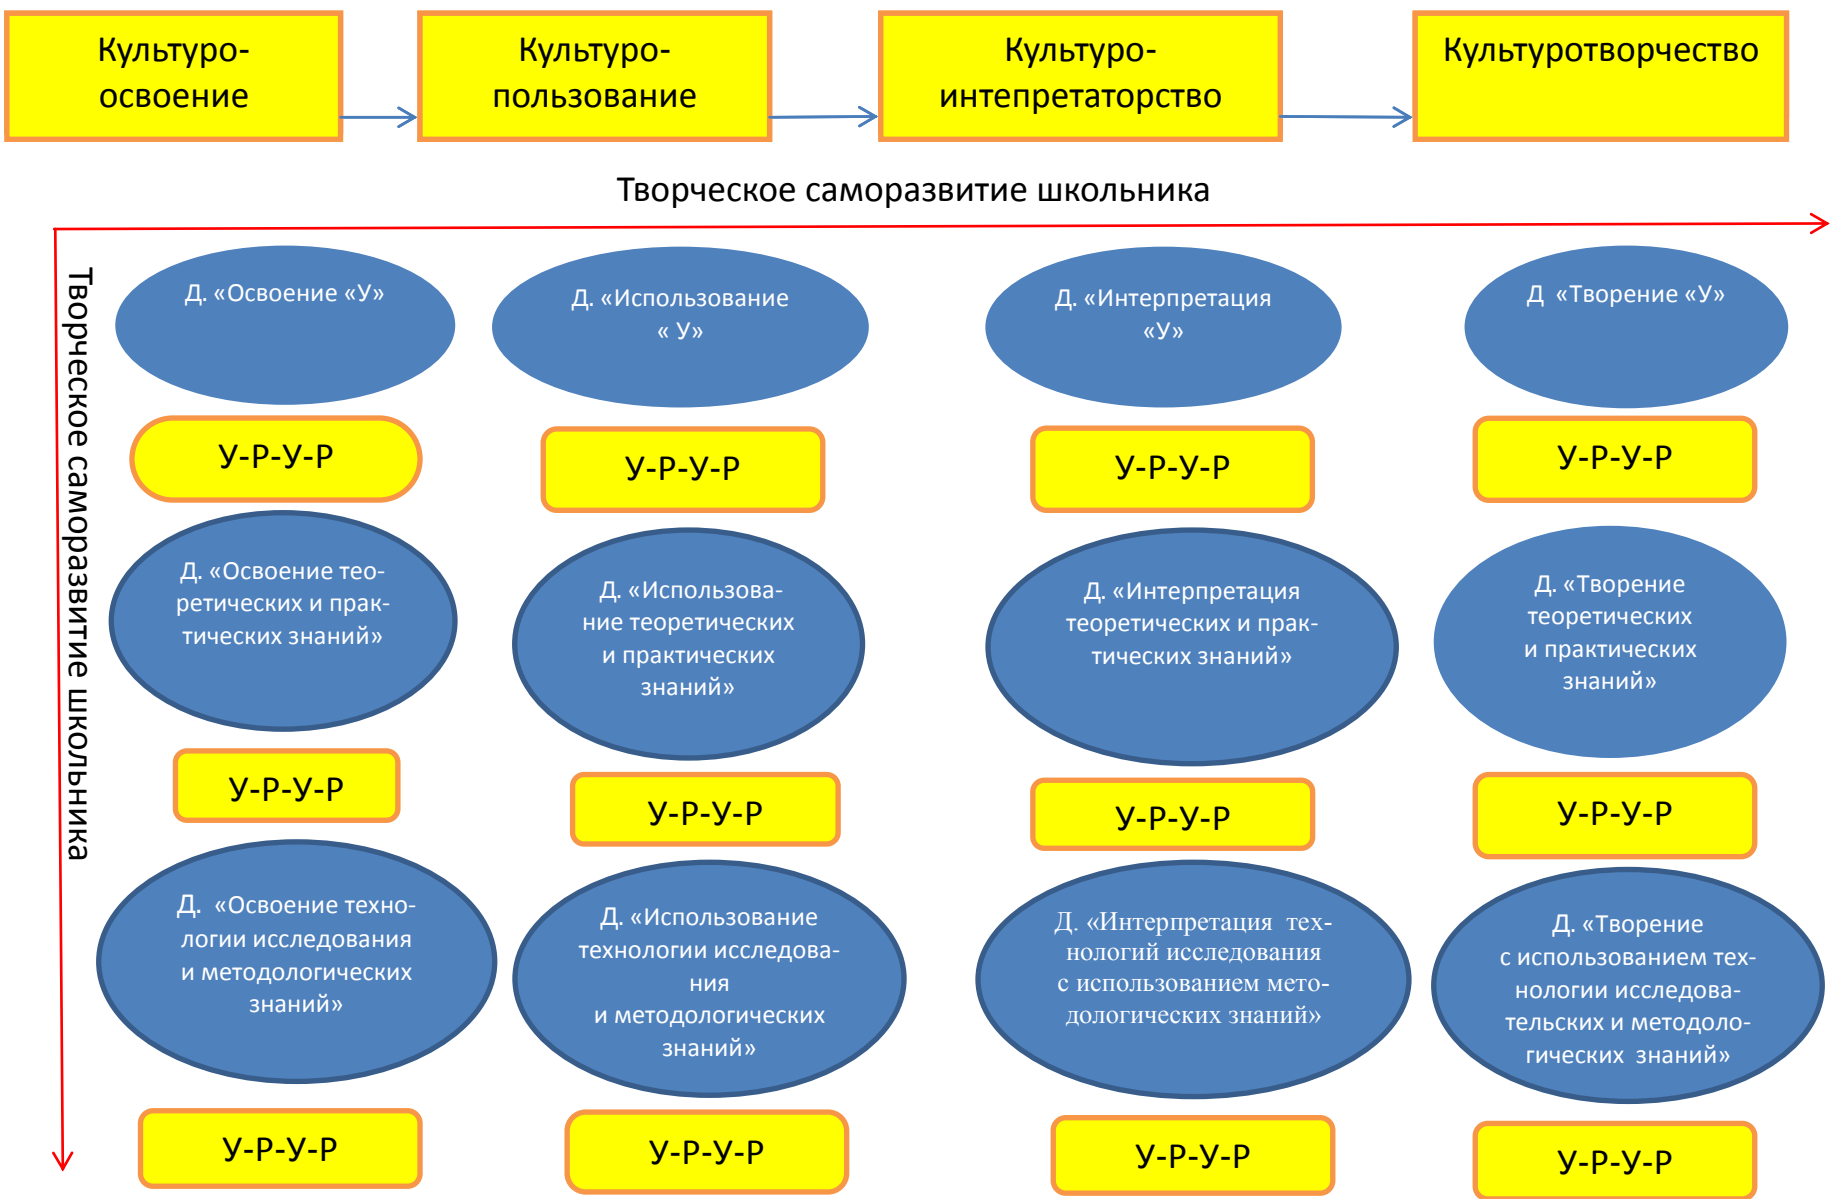 Культуро-
освоение
Культуро-
пользование
Культуро-
интепретаторство
Культуротворчество
Творческое саморазвитие школьника
Творческое саморазвитие школьника
Д. «Освоение «У»
Д. «Использование
« У»
Д. «Интерпретация
«У»
Д «Творение «У»
У-Р-У-Р
У-Р-У-Р
У-Р-У-Р
У-Р-У-Р
Д. «Освоение тео-
ретических и прак-
тических знаний»
Д. «Использова-
ние теоретических
и практических
знаний»
Д. «Интерпретация
теоретических и прак-
тических знаний»
Д. «Творение
теоретических
и практических
знаний»
У-Р-У-Р
У-Р-У-Р
У-Р-У-Р
У-Р-У-Р
Д. «Освоение техно-
логии исследования
и методологических
знаний»
Д. «Использование
технологии исследова-
ния
и методологических
знаний»
Д. «Интерпретация тех-
нологий исследования
с использованием мето-
дологических знаний»
Д. «Творение
с использованием тех-
нологии исследова-
тельских и методоло-
гических знаний»
У-Р-У-Р
У-Р-У-Р
У-Р-У-Р
У-Р-У-Р